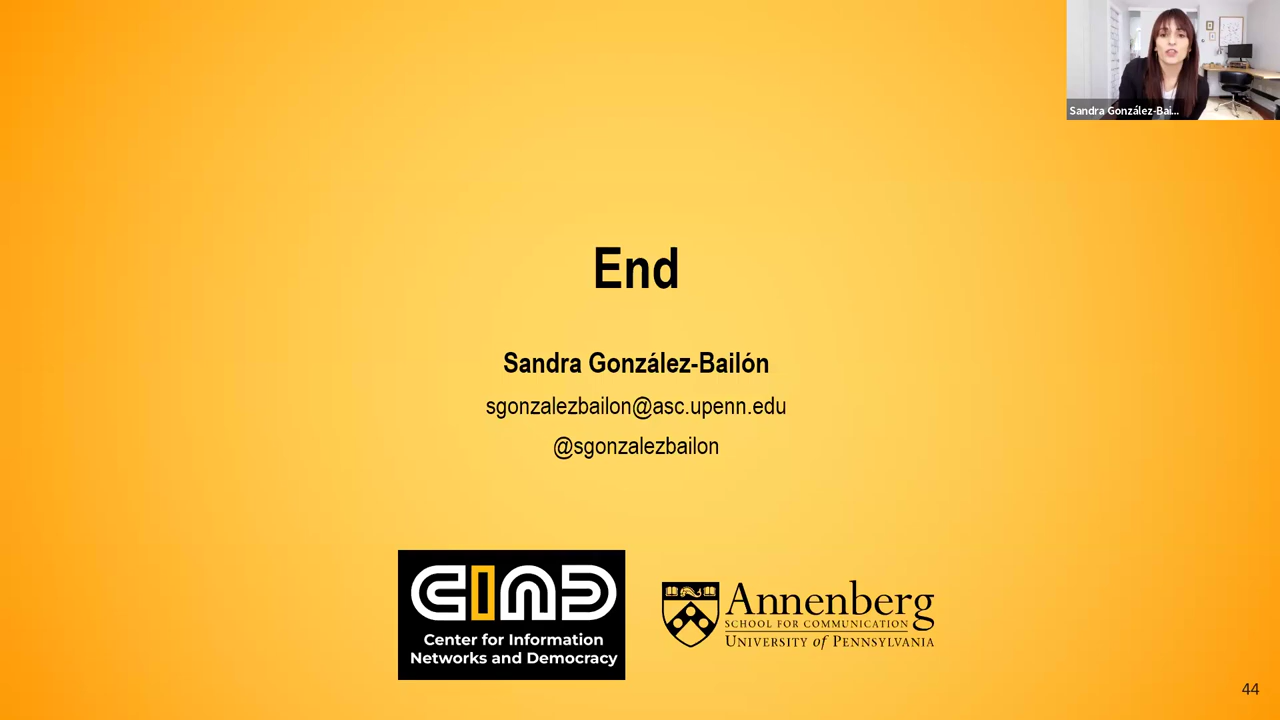 Sandra González-Bai...
End
Sandra González-Bailón
sgonzalezbailon@asc.upenn.edu
@sgonzalezbailon
CIND
Center for Information
Networks and Democracy
Annenberg
SCHOOL FOR COMMUNICATION
UNIVERSITY of PENNSYLVANIA
44